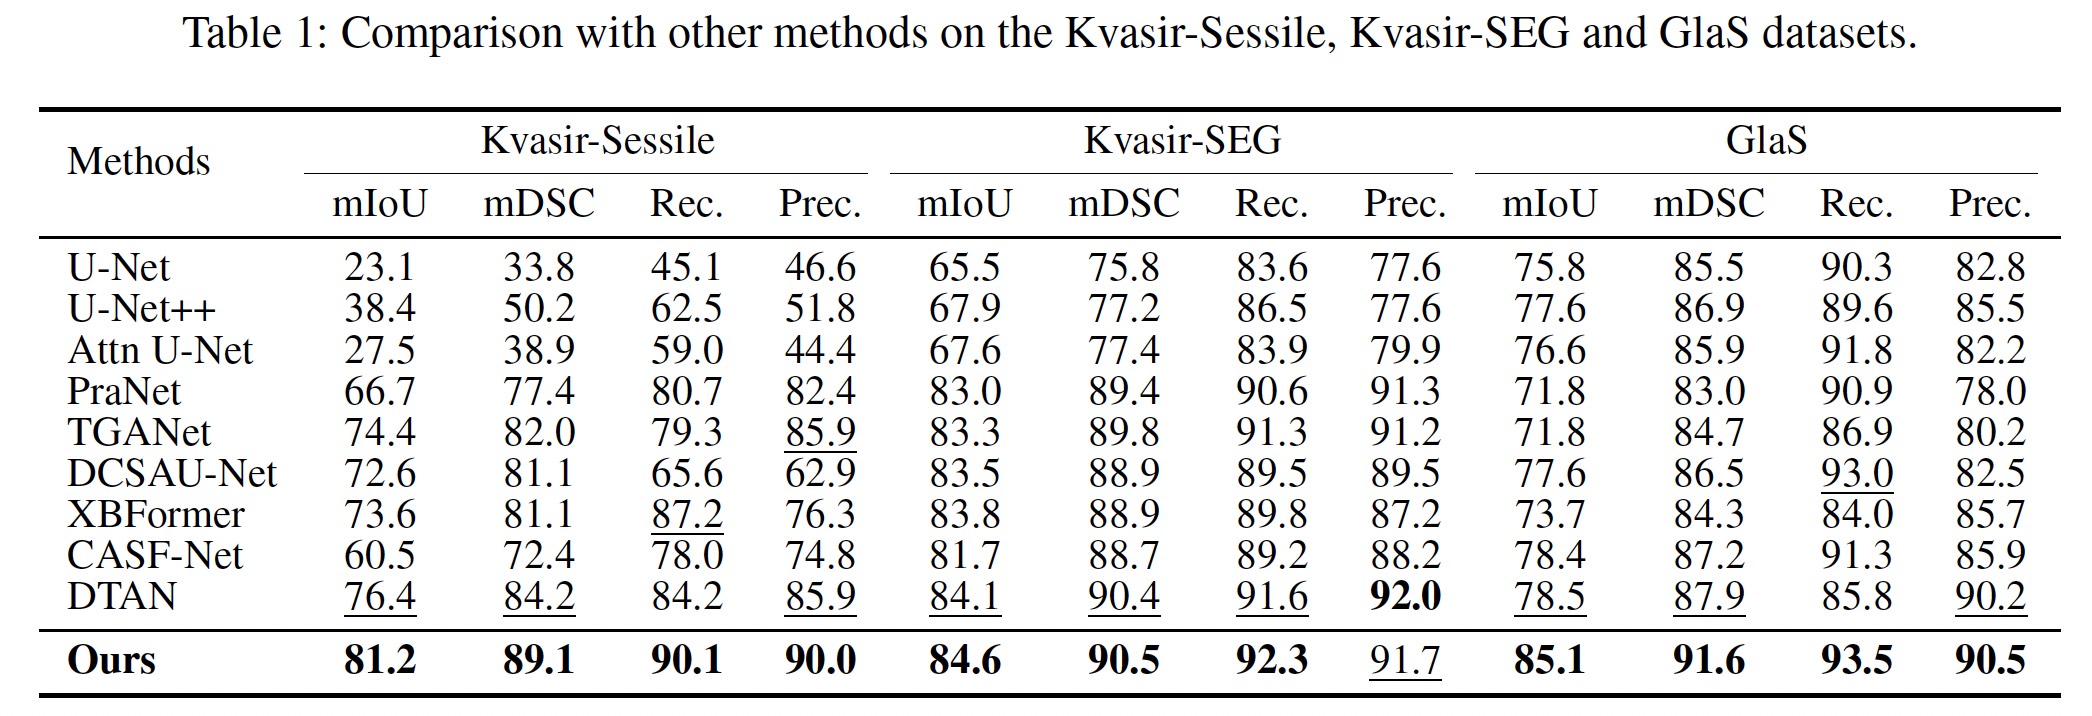 Table 1: Comparison with other methods on the Kvasir-Sessile, Kvasir-SEG and GlaS datasets.
Methods Kvasir-Sessile Kvasir-SEG GlaS
mIoU mDSC Rec. Prec. mIoU mDSC Rec. Prec. mIoU mDSC Rec. Prec.
U-Net 23.1 33.8 45.1 46.6 65.5 75.8 83.6 77.6 75.8 85.5 90.3 82.8
U-Net++ 38.4 50.2 62.5 51.8 67.9 77.2 86.5 77.6 77.6 86.9 89.6 85.5
Attn U-Net 27.5 38.9 59.0 44.4 67.6 77.4 83.9 79.9 76.6 85.9 91.8 82.2
PraNet 66.7 77.4 80.7 82.4 83.0 89.4 90.6 91.3 71.8 83.0 90.9 78.0
TGANet 74.4 82.0 79.3 85.9 83.3 89.8 91.3 91.2 71.8 84.7 86.9 80.2
DCSAU-Net 72.6 81.1 65.6 62.9 83.5 88.9 89.5 89.5 77.6 86.5 93.0 82.5
XBFormer 73.6 81.1 87.2 76.3 83.8 88.9 89.8 87.2 73.7 84.3 84.0 85.7
CASF-Net 60.5 72.4 78.0 74.8 81.7 88.7 89.2 88.2 78.4 87.2 91.3 85.9
DTAN 76.4 84.2 84.2 85.9 84.1 90.4 91.6 92.0 78.5 87.9 85.8 90.2
Ours 81.2 89.1 90.1 90.0 84.6 90.5 92.3 91.7 85.1 91.6 93.5 90.5